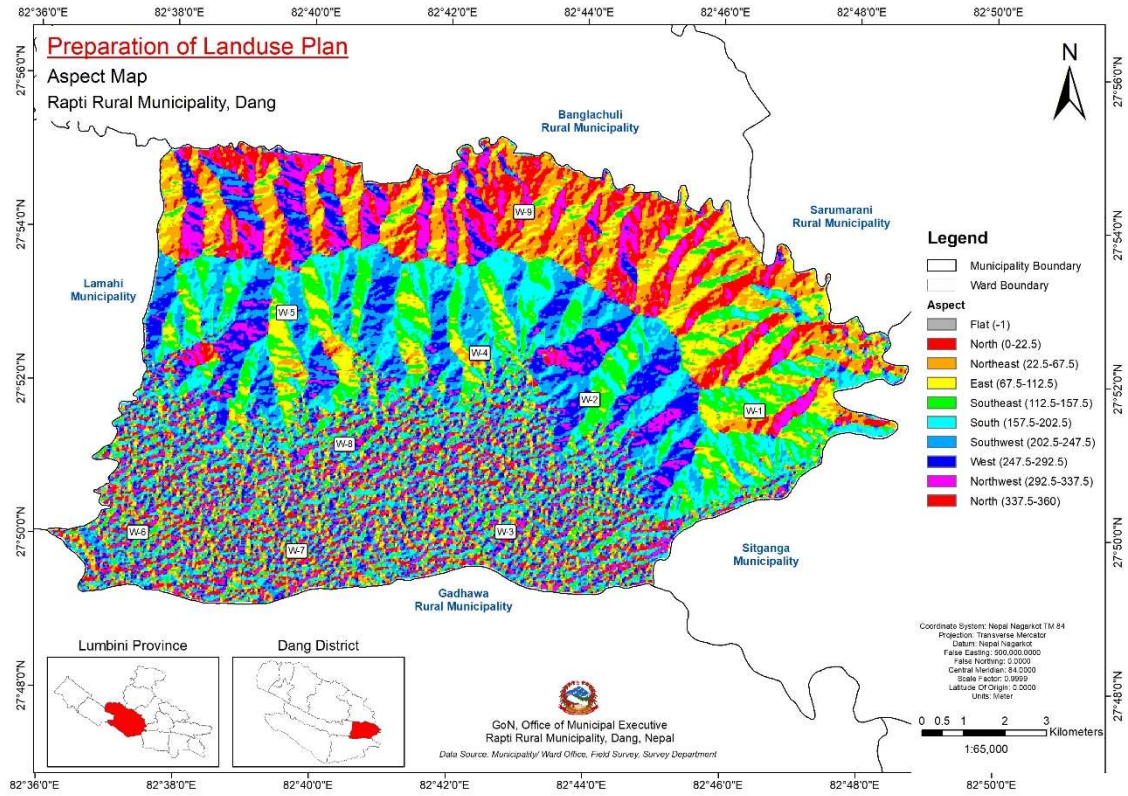 82°36'0"E 82°38'0"E 82°40'0"E 82°42'0"E 82°44'0"E 82°46'0"E 82°48'0"E 82°50'0"E
Preparation of Landuse Plan
Aspect Map
Rapti Rural Municipality, Dang
N
27°56'0"N
27°56'0"N
Banglachuli
Rural Municipality
Sarumarani
Rural Municipality
W-9
27°54'0"N
27°54'0"N
Lamahi
Municipality
W-5
W-4
W-2
W-1
27°52'0"N
27°52'0"N
W-8
W-6
W-7
W-3
27°50'0"N
27°50'0"N
Sitganga
Municipality
Gadhawa
Rural Municipality
Legend
Municipality Boundary
Ward Boundary
Aspect
Flat (-1)
North (0-22.5)
Northeast (22.5-67.5)
East (67.5-112.5)
Southeast (112.5-157.5)
South (157.5-202.5)
Southwest (202.5-247.5)
West (247.5-292.5)
Northwest (292.5-337.5)
North (337.5-360)
27°48'0"N
27°48'0"N
Lumbini Province
Dang District
GoN, Office of Municipal Executive
Rapti Rural Municipality, Dang, Nepal
Data Source: Municipality/ Ward Office, Field Survey, Survey Department
Coordinate System: Nepal Nagarkot TM 84
Projection: Transverse Mercator
Datum: Nepal Nagarkot
False Easting: 500,000.0000
False Northing: 0.0000
Central Meridian: 84.0000
Scale Factor: 0.9999
Latitude Of Origin: 0.0000
Units: Meter
0 0.5 1 2 3
Kilometers
1:65,000
82°36'0"E 82°38'0"E 82°40'0"E 82°42'0"E 82°44'0"E 82°46'0"E 82°48'0"E 82°50'0"E